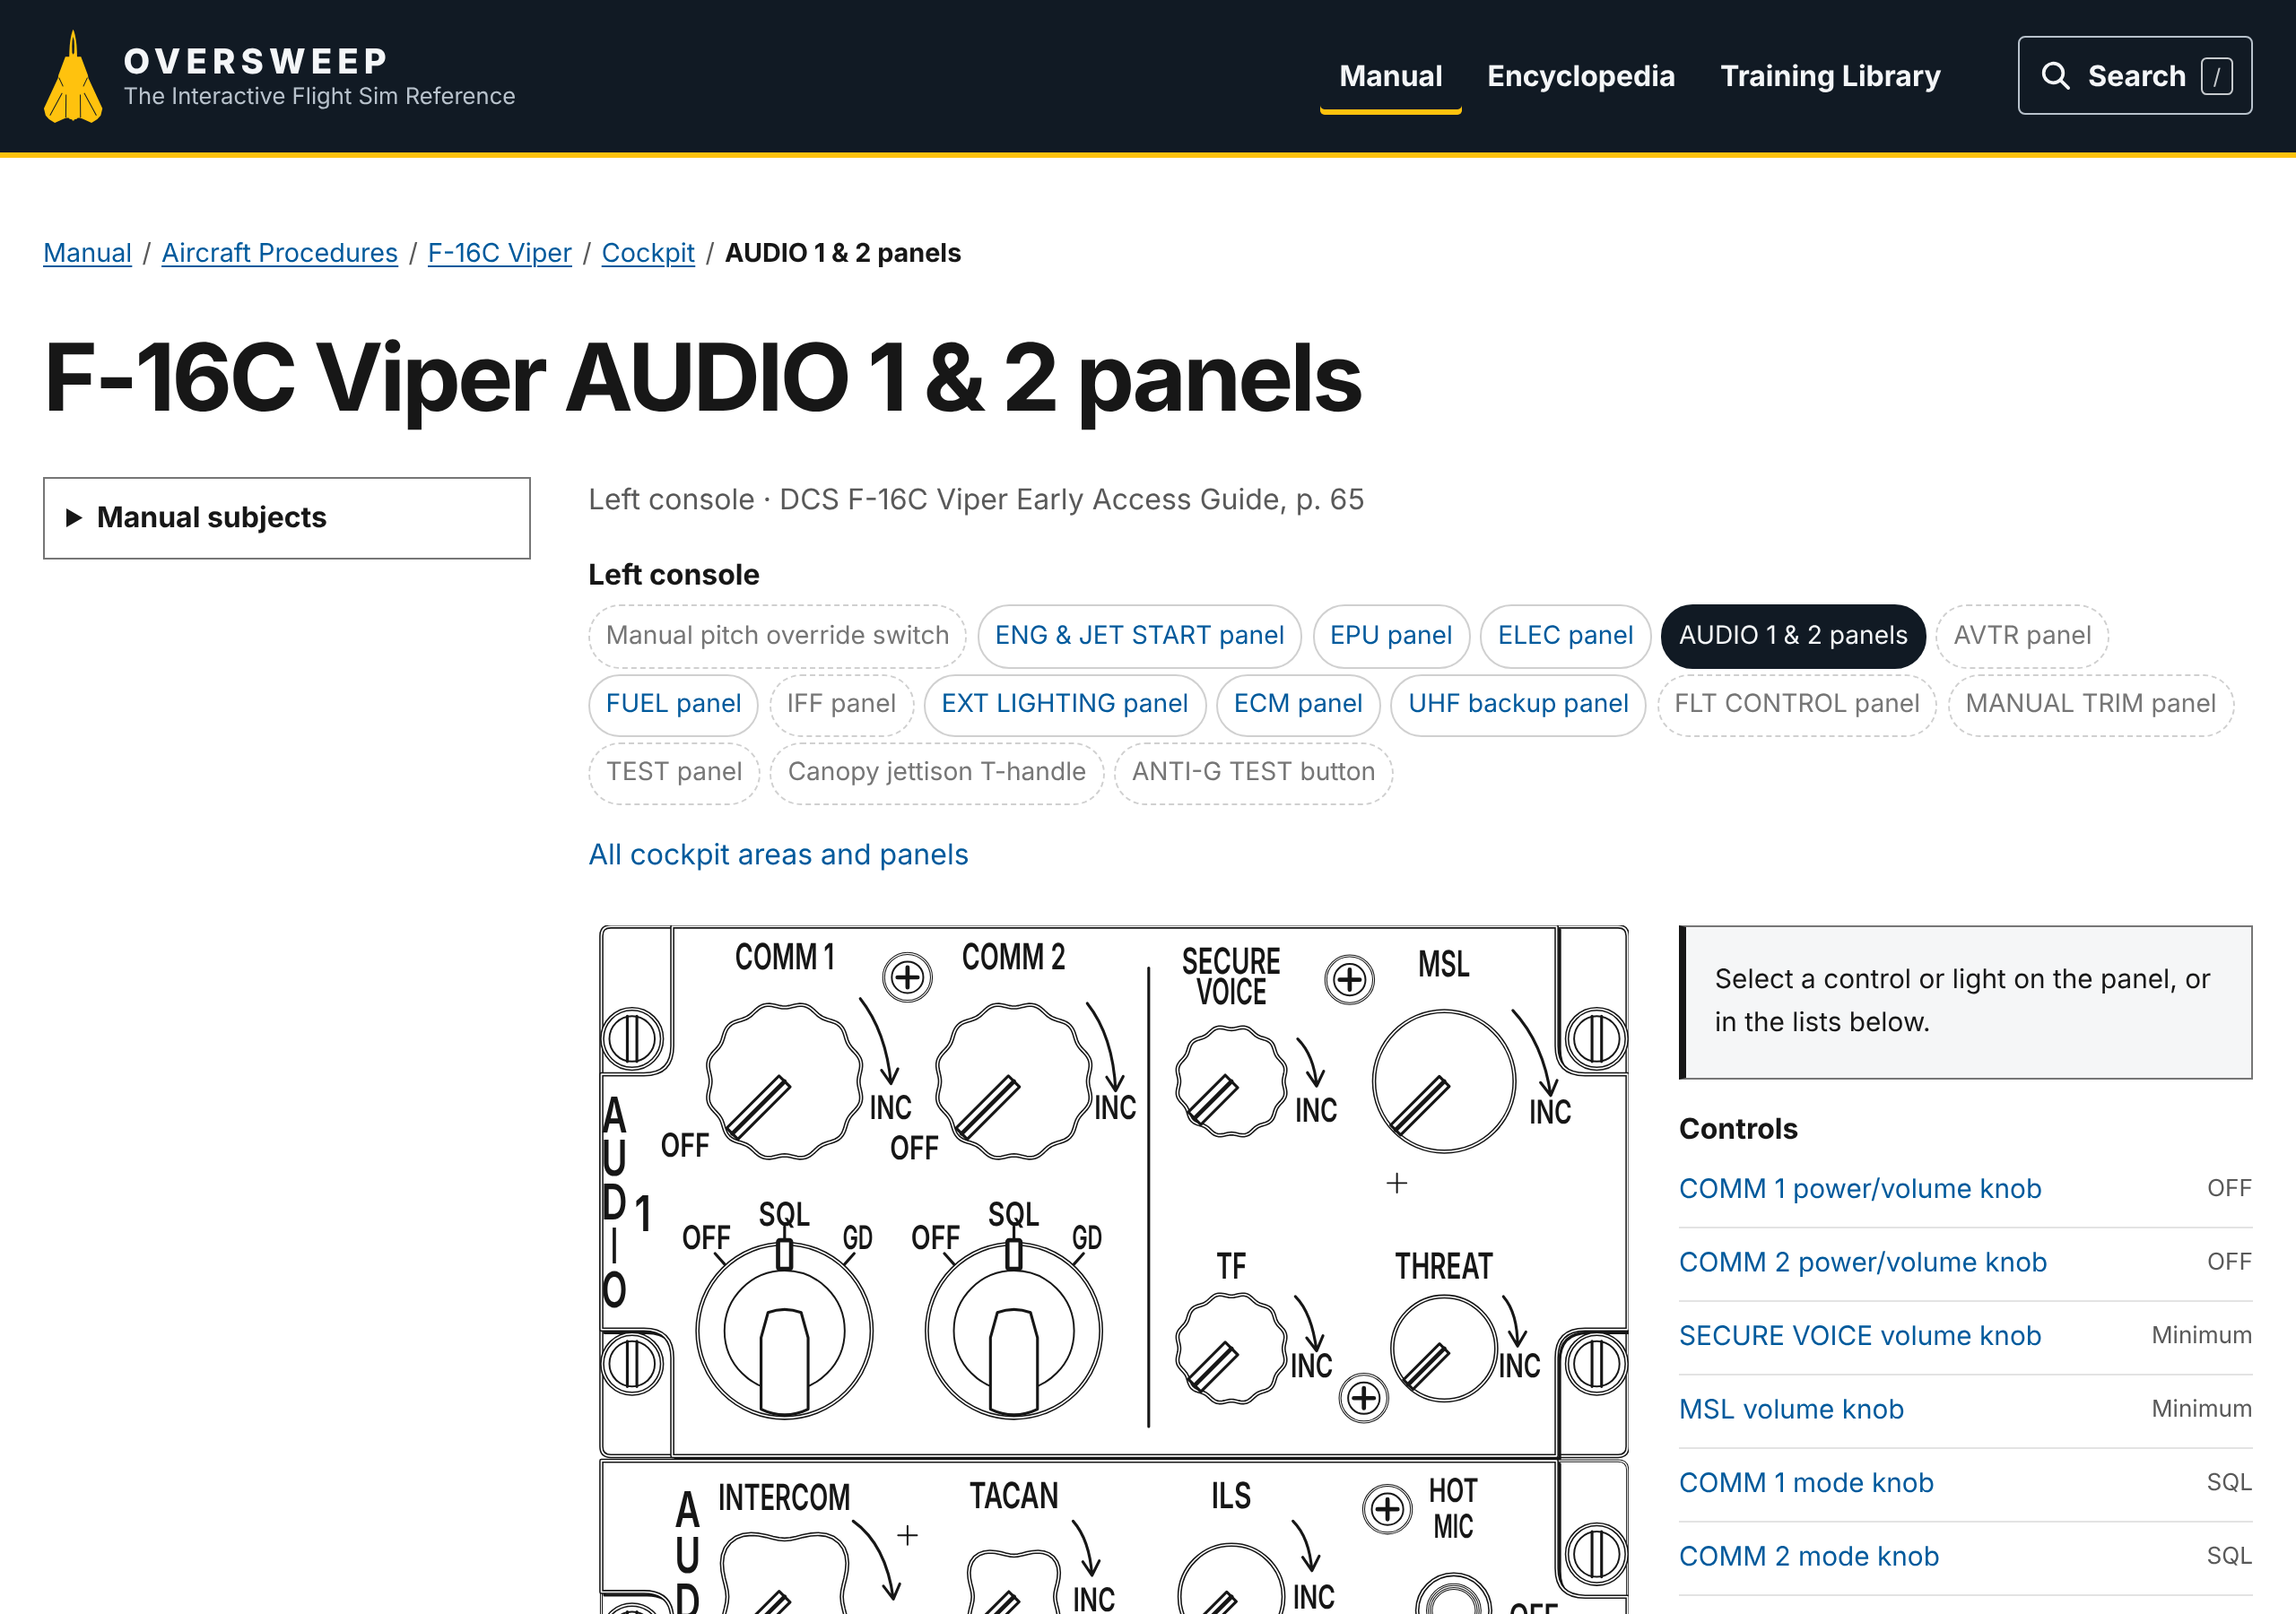 OVERSWEEP
The Interactive Flight Sim Reference
Manual
Encyclopedia
Training Library
Search /
Manual / Aircraft Procedures / F-16C Viper / Cockpit / AUDIO 1 & 2 panels
F-16C Viper AUDIO 1 & 2 panels
Manual subjects
Left console · DCS F-16C Viper Early Access Guide, p. 65
Left console
Manual pitch override switch
ENG & JET START panel
EPU panel
ELEC panel
AUDIO 1 & 2 panels
AVTR panel
FUEL panel
IFF panel
EXT LIGHTING panel
ECM panel
UHF backup panel
FLT CONTROL panel
MANUAL TRIM panel
TEST panel
Canopy jettison T-handle
ANTI-G TEST button
All cockpit areas and panels
COMM 1
COMM 2
SECURE
VOICE
MSL
INC
INC
INC
INC
OFF
OFF
AUDIO 1
OFF
SQL
GD
OFF
SQL
GD
TF
THREAT
INC
INC
AUD
INTERCOM
TACAN
ILS
HOT
MIC
INC
INC
OFF
Select a control or light on the panel, or
in the lists below.
Controls
COMM 1 power/volume knob OFF
COMM 2 power/volume knob OFF
SECURE VOICE volume knob Minimum
MSL volume knob Minimum
COMM 1 mode knob SQL
COMM 2 mode knob SQL